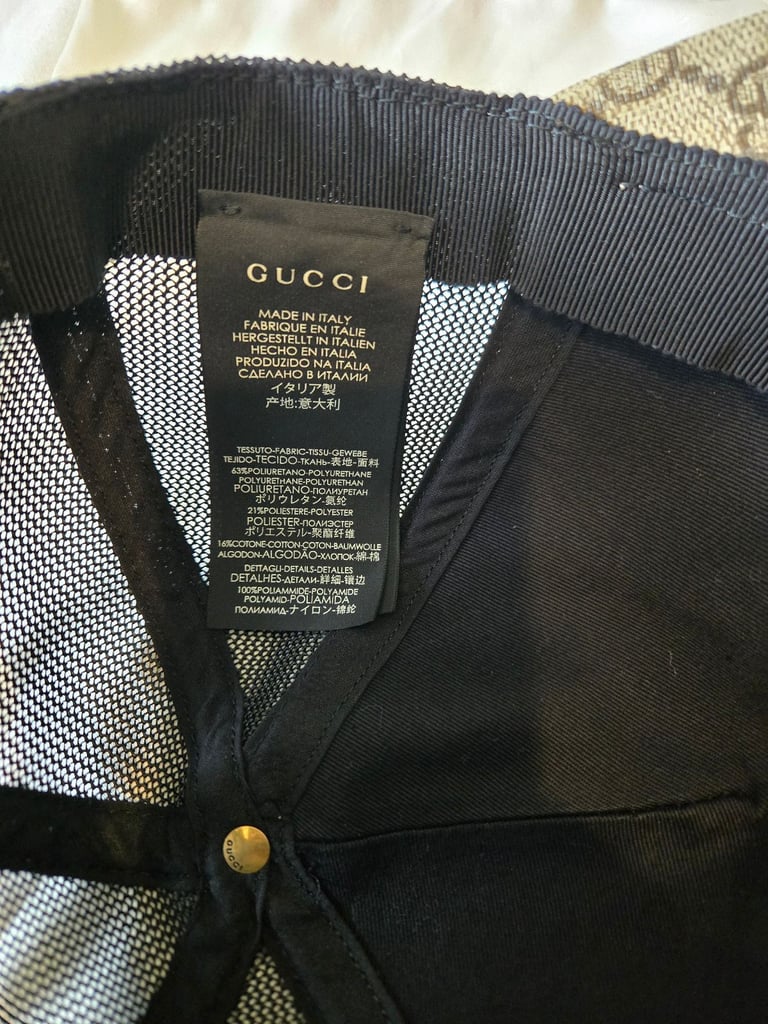 GUCCI
MADE IN ITALY
FABRIQUE EN ITALIE
HERGESTELLT IN ITALIEN
HECHO EN ITALIA
PRODUZIDO NA ITALIA
СДЕЛАНО В ИТАЛИИ
イタリア製
产地:意大利
TESSUTO-FABRIC-TISSU-GEWEBE
TEJIDO-TECIDO-ТКАНЬ-表地-面料
63%POLIURETANO-POLYURETHANE
POLYURETHANE-POLYURETHAN
POLIURETANO-ПОЛИУРЕТАН
ポリウレタン-氨纶
21%POLIESTERE-POLYESTER
POLIESTER-ПОЛИЭСТЕР
ポリエステル-聚酯纤维
16%COTONE-COTTON-COTON-BAUMWOLLE
ALGODON-ALGODÃO-ХЛОПОК-綿-棉
DETTAGLI-DETAILS-DETALLES
DETALHES-ДЕТАЛИ-詳細-镶边
100%POLIAMMIDE-POLYAMIDE
POLYAMID-POLIAMIDA
ПОЛИАМИД-ナイロン-锦纶
GUCCI